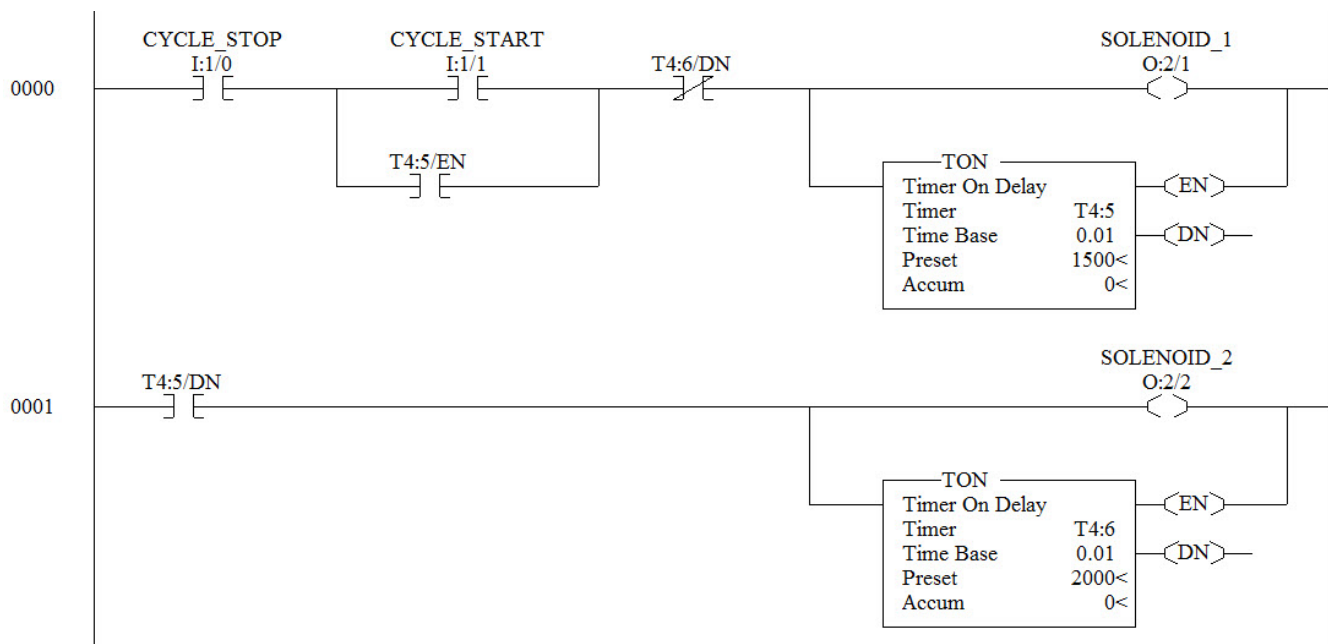 CYCLE_STOP CYCLE_START SOLENOID_1
I:1/0 I:1/1 T4:6/DN O:2/1
0000
T4:5/EN TON
Timer On Delay EN
Timer T4:5
Time Base 0.01 DN
Preset 1500<
Accum 0<
SOLENOID_2
T4:5/DN O:2/2
0001
TON
Timer On Delay EN
Timer T4:6
Time Base 0.01 DN
Preset 2000<
Accum 0<